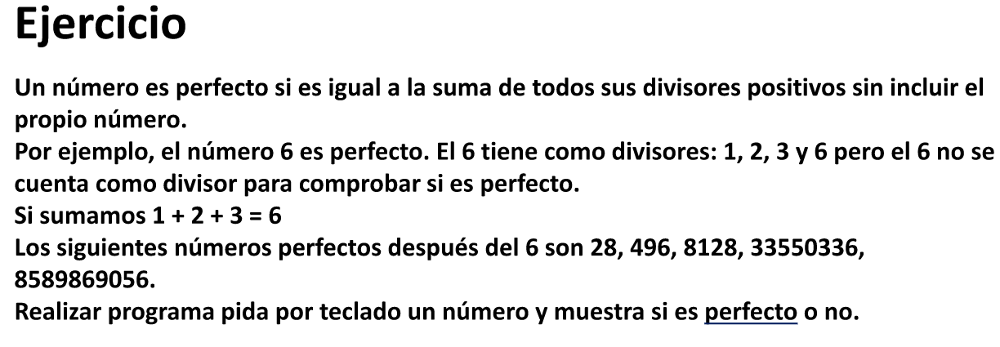 Ejercicio
Un número es perfecto si es igual a la suma de todos sus divisores positivos sin incluir el
propio número.
Por ejemplo, el número 6 es perfecto. El 6 tiene como divisores: 1, 2, 3 y 6 pero el 6 no se
cuenta como divisor para comprobar si es perfecto.
Si sumamos 1 + 2 + 3 = 6
Los siguientes números perfectos después del 6 son 28, 496, 8128, 33550336,
8589869056.
Realizar programa pida por teclado un número y muestra si es perfecto o no.